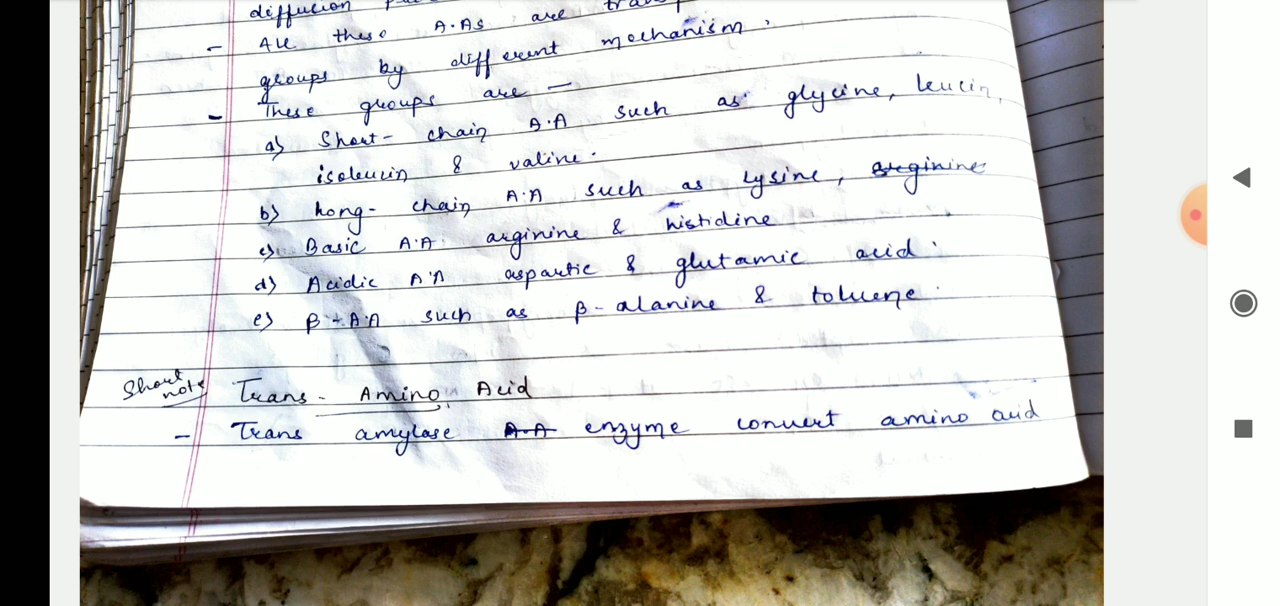 diffusion
- All these A.As are
groups by different mechanism.
- These groups are —
a) Short-chain A.A such as glycine, leucin,
isoleucin & valine.
b) Long-chain A.A such as lysine, arginine
c) Basic A.A arginine & histidine
d) Acidic A.A aspartic & glutamic acid.
e) β-A.A such as β-alanine & toluene.
Short note
Trans-Amino Acid
- Trans amylase A-A enzyme convert amino acid